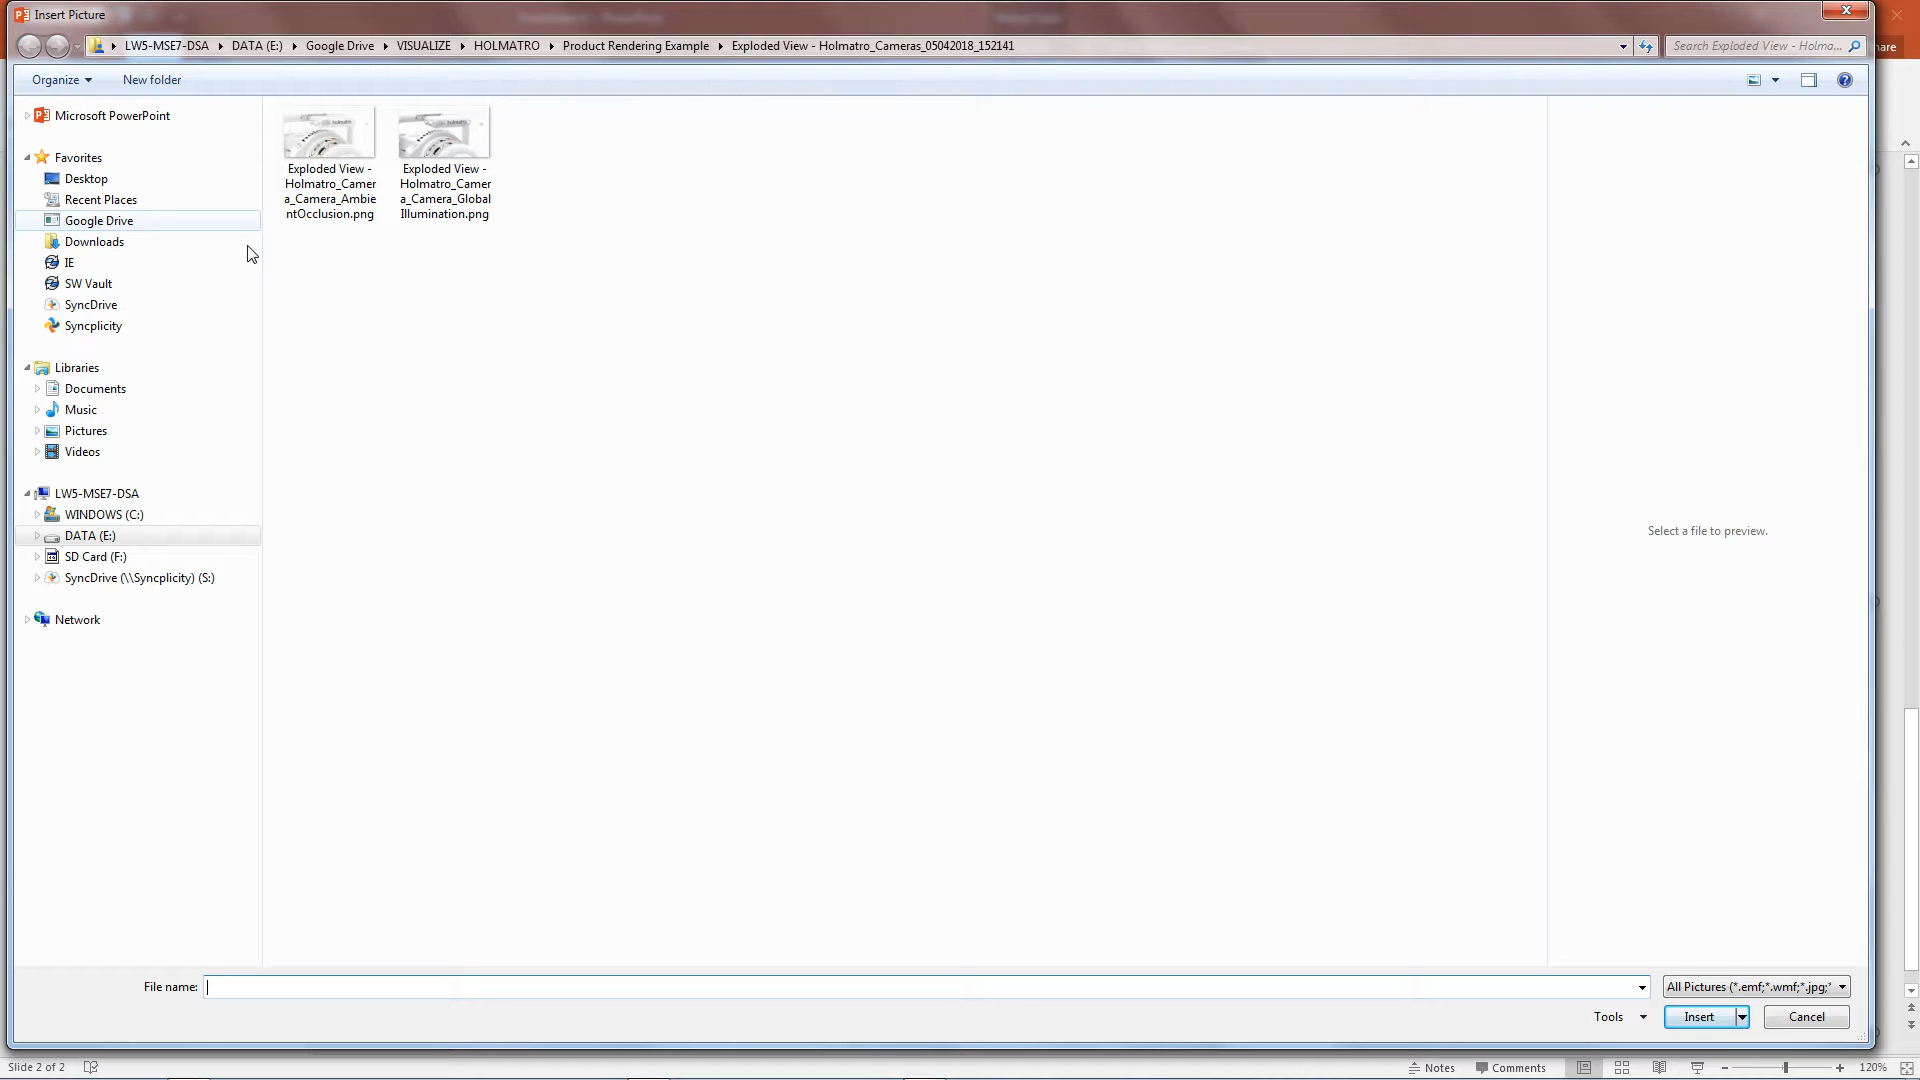 Insert Picture
LW5-MSE7-DSA DATA (E:) Google Drive VISUALIZE HOLMATRO Product Rendering Example Exploded View - Holmatro_Cameras_05042018_152141
Search Exploded View - Holma...
are
Organize
New folder
Microsoft PowerPoint
Favorites
Desktop
Recent Places
Google Drive
Downloads
IE
SW Vault
SyncDrive
Syncplicity
Libraries
Documents
Music
Pictures
Videos
LW5-MSE7-DSA
WINDOWS (C:)
DATA (E:)
SD Card (F:)
SyncDrive (\\Syncplicity) (S:)
Network
holmatro
Exploded View -
Holmatro_Camer
a_Camera_Ambie
ntOcclusion.png
holmatro
Exploded View -
Holmatro_Camer
a_Camera_Global
Illumination.png
Select a file to preview.
File name:
All Pictures (*.emf;*.wmf;*.jpg;*
Tools
Insert
Cancel
Slide 2 of 2
Notes
Comments
120%